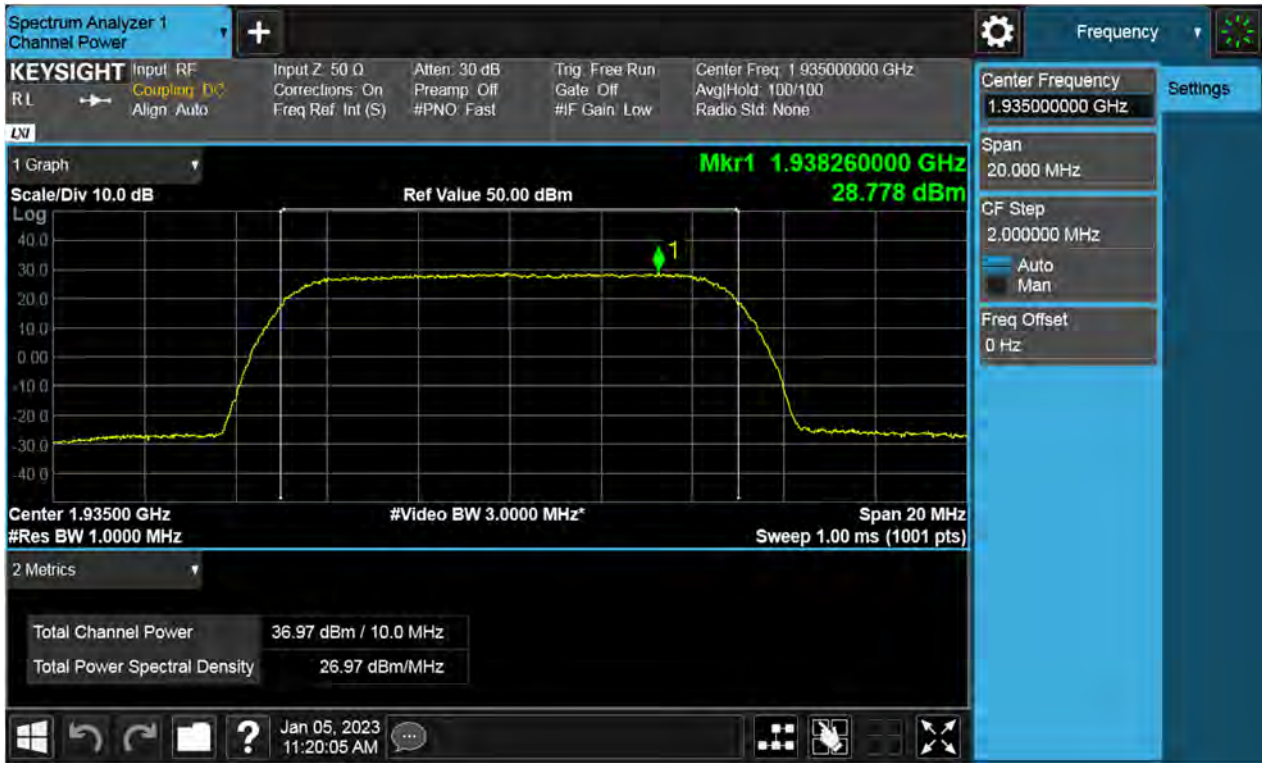 Spectrum Analyzer 1
Channel Power
+
Frequency
KEYSIGHT
RL
LXI
Input: RF
Coupling: DC
Align: Auto
Input Z: 50 Ω
Corrections: On
Freq Ref: Int (S)
Atten: 30 dB
Preamp: Off
#PNO: Fast
Trig: Free Run
Gate: Off
#IF Gain: Low
Center Freq: 1.935000000 GHz
Avg|Hold: 100/100
Radio Std: None
Center Frequency
1.935000000 GHz
Settings
Span
20.000 MHz
CF Step
2.000000 MHz
Auto
Man
Freq Offset
0 Hz
1 Graph
Mkr1 1.938260000 GHz
28.778 dBm
Scale/Div 10.0 dB
Ref Value 50.00 dBm
Log
40.0
30.0
20.0
10.0
0.00
-10.0
-20.0
-30.0
-40.0
1
Center 1.93500 GHz
#Video BW 3.0000 MHz*
Span 20 MHz
#Res BW 1.0000 MHz
Sweep 1.00 ms (1001 pts)
2 Metrics
Total Channel Power 36.97 dBm / 10.0 MHz
Total Power Spectral Density 26.97 dBm/MHz
?
Jan 05, 2023
11:20:05 AM